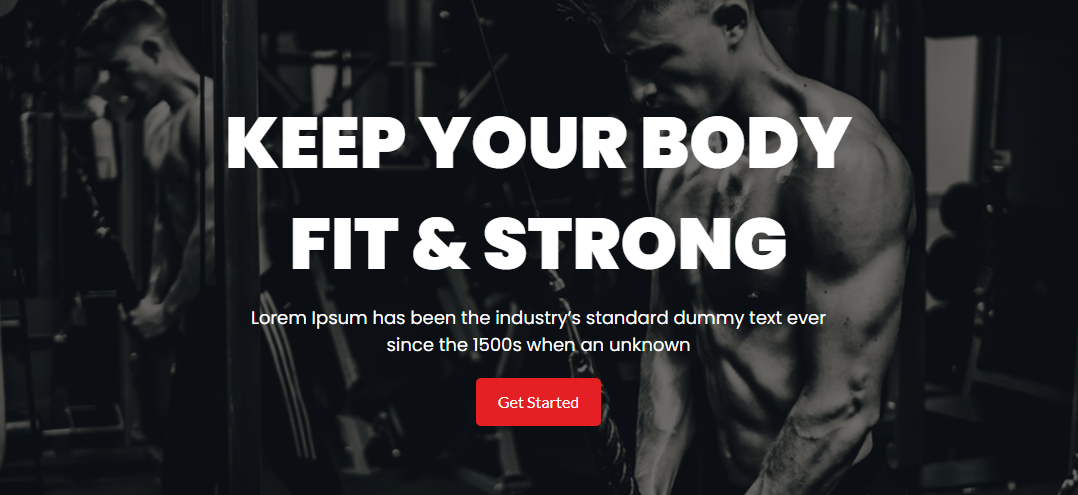 KEEP YOUR BODY
FIT & STRONG
Lorem Ipsum has been the industry's standard dummy text ever
since the 1500s when an unknown
Get Started